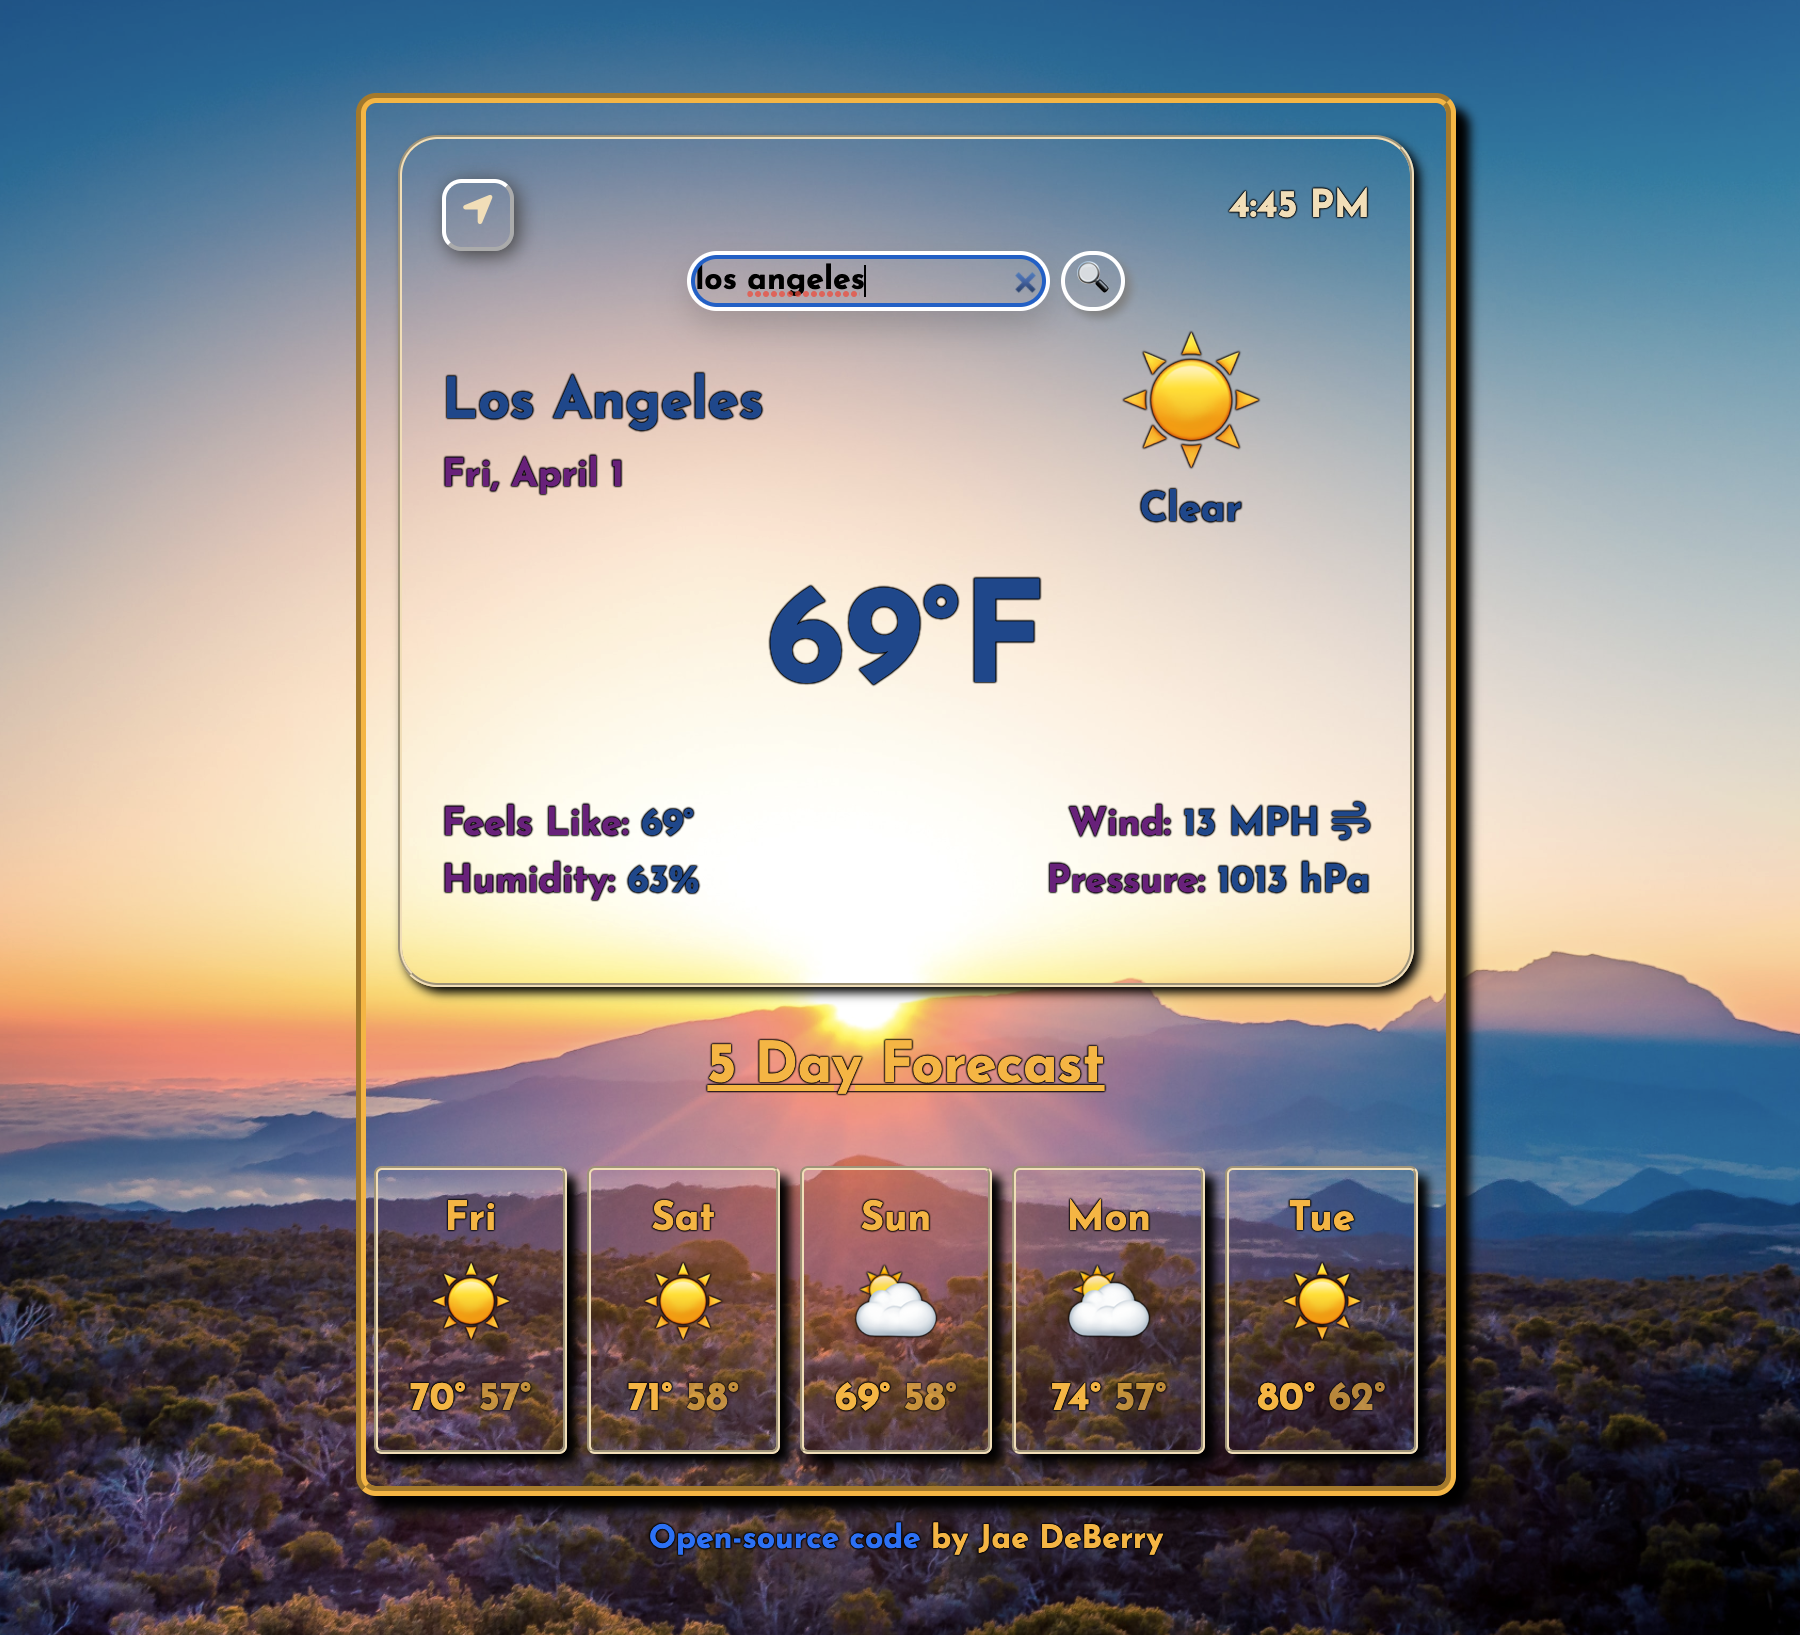 4:45 PM
los angeles
Los Angeles
Fri, April 1
Clear
69°F
Feels Like: 69°
Wind: 13 MPH
Humidity: 63%
Pressure: 1013 hPa
5 Day Forecast
Fri Sat Sun Mon Tue
70° 57° 71° 58° 69° 58° 74° 57° 80° 62°
Open-source code by Jae DeBerry